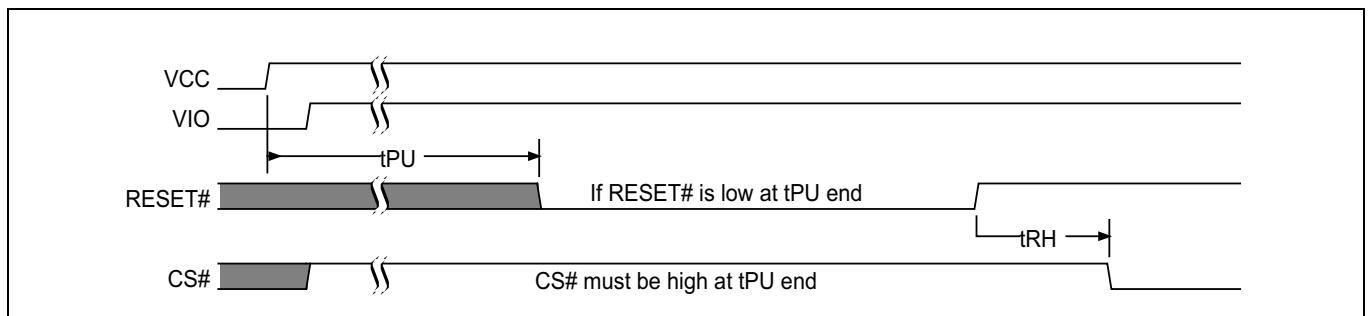 VCC
VIO
tPU
RESET#
If RESET# is low at tPU end
tRH
CS#
CS# must be high at tPU end